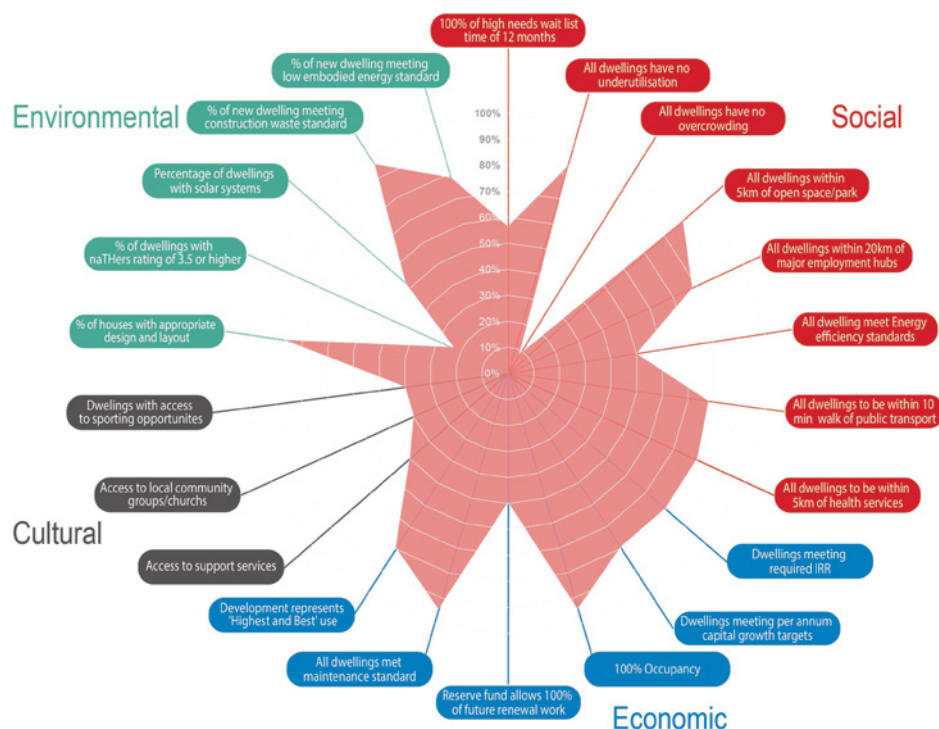 100% of high needs wait list
time of 12 months
% of new dwelling meeting
low embodied energy standard
All dwellings have no
underutilisation
Environmental
% of new dwelling meeting
construction waste standard
All dwellings have no
overcrowding
Social
100%
90%
80%
70%
60%
50%
40%
30%
20%
10%
0%
Percentage of dwellings
with solar systems
All dwellings within
5km of open space/park
% of dwellings with
naTHers rating of 3.5 or higher
All dwellings within 20km of
major employment hubs
% of houses with appropriate
design and layout
All dwelling meet Energy
efficiency standards
Dwelings with access
to sporting opportunites
All dwellings to be within 10
min walk of public transport
Access to local community
groups/churchs
All dwellings to be within
5km of health services
Cultural
Access to support services
Dwellings meeting
required IRR
Development represents
'Highest and Best' use
Dwellings meeting per annum
capital growth targets
All dwellings met
maintenance standard
100% Occupancy
Reserve fund allows 100%
of future renewal work
Economic